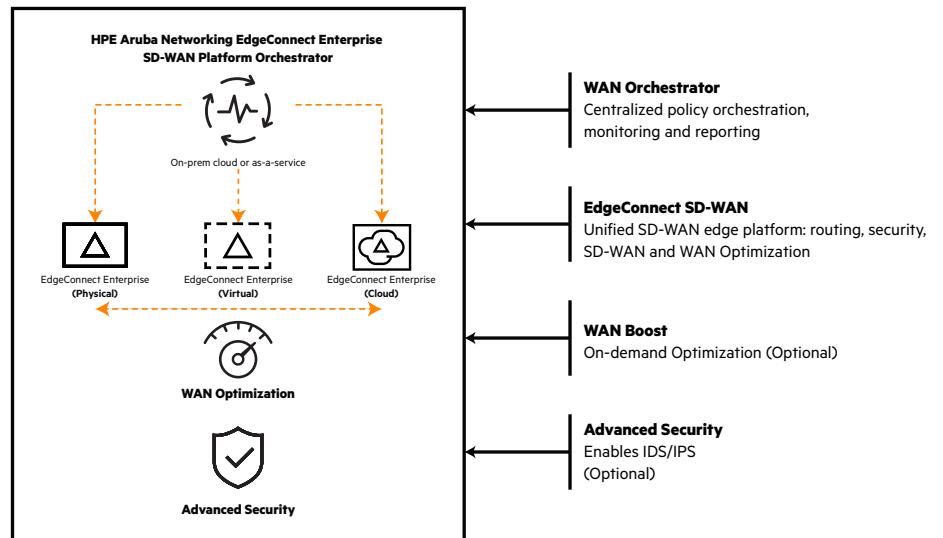 HPE Aruba Networking EdgeConnect Enterprise
SD-WAN Platform Orchestrator
On-prem cloud or as-a-service
EdgeConnect Enterprise
(Physical)
EdgeConnect Enterprise
(Virtual)
EdgeConnect Enterprise
(Cloud)
WAN Optimization
Advanced Security
WAN Orchestrator
Centralized policy orchestration,
monitoring and reporting
EdgeConnect SD-WAN
Unified SD-WAN edge platform: routing, security,
SD-WAN and WAN Optimization
WAN Boost
On-demand Optimization (Optional)
Advanced Security
Enables IDS/IPS
(Optional)